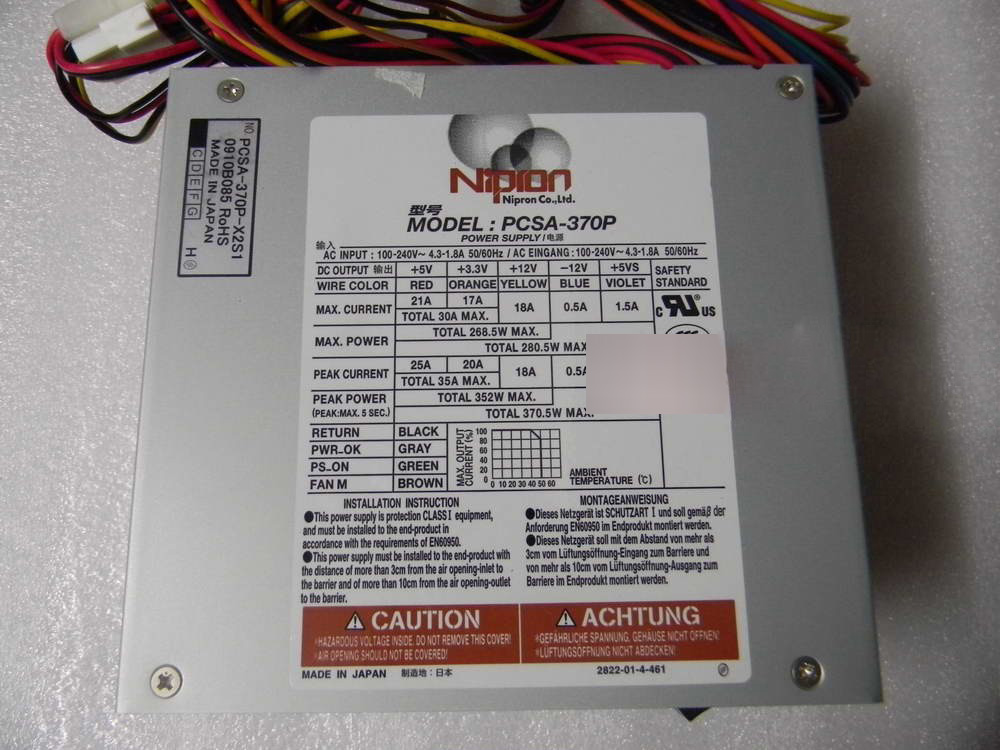 NO PCSA-370P-X2S1
0910B085 RoHS
MADE IN JAPAN
C D E F G H
Nipron
Nipron Co.,Ltd.
型号
MODEL : PCSA-370P
POWER SUPPLY/电源
输入
AC INPUT : 100-240V~ 4.3-1.8A 50/60Hz / AC EINGANG : 100-240V~ 4.3-1.8A 50/60Hz
DC OUTPUT 输出 +5V +3.3V +12V −12V +5VS SAFETY STANDARD
WIRE COLOR RED ORANGE YELLOW BLUE VIOLET
MAX. CURRENT 21A 17A 18A 0.5A 1.5A
TOTAL 30A MAX.
c RU ® US
MAX. POWER TOTAL 268.5W MAX.
TOTAL 280.5W MAX
PEAK CURRENT 25A 20A 18A 0.5A
TOTAL 35A MAX.
PEAK POWER TOTAL 352W MAX.
(PEAK:MAX. 5 SEC.) TOTAL 370.5W MAX.
RETURN BLACK
PWR_OK GRAY
PS_ON GREEN
FAN M BROWN
MAX. OUTPUT
CURRENT (%)
100
80
60
40
20
0
0 10 20 30 40 50 60
AMBIENT
TEMPERATURE (℃)
INSTALLATION INSTRUCTION
●This power supply is protection CLASS I equipment,
and must be installed to the end-product in
accordance with the requirements of EN60950.
●This power supply must be installed to the end-product with
the distance of more than 3cm from the air opening-inlet to
the barrier and of more than 10cm from the air opening-outlet
to the barrier.
MONTAGEANWEISUNG
●Dieses Netzgerät ist SCHUTZART I und soll gemäβ der
Anforderung EN60950 im Endprodukt montiert werden.
●Dieses Netzgerät soll mit dem Abstand von mehr als
3cm vom Lüftungsöffnung-Eingang zum Barriere und
von mehr als 10cm vom Lüftungsöffnung-Ausgang zum
Barriere im Endprodukt montiert werden.
CAUTION
*HAZARDOUS VOLTAGE INSIDE. DO NOT REMOVE THIS COVER!
*AIR OPENING SHOULD NOT BE COVERED!
ACHTUNG
*GEFÄHRLICHE SPANNUNG. GEHÄUSE NICHT ÖFFNEN!
*LÜFTUNGSÖFFNUNG NICHT ABDECKEN!
MADE IN JAPAN 制造地：日本
2822-01-4-461